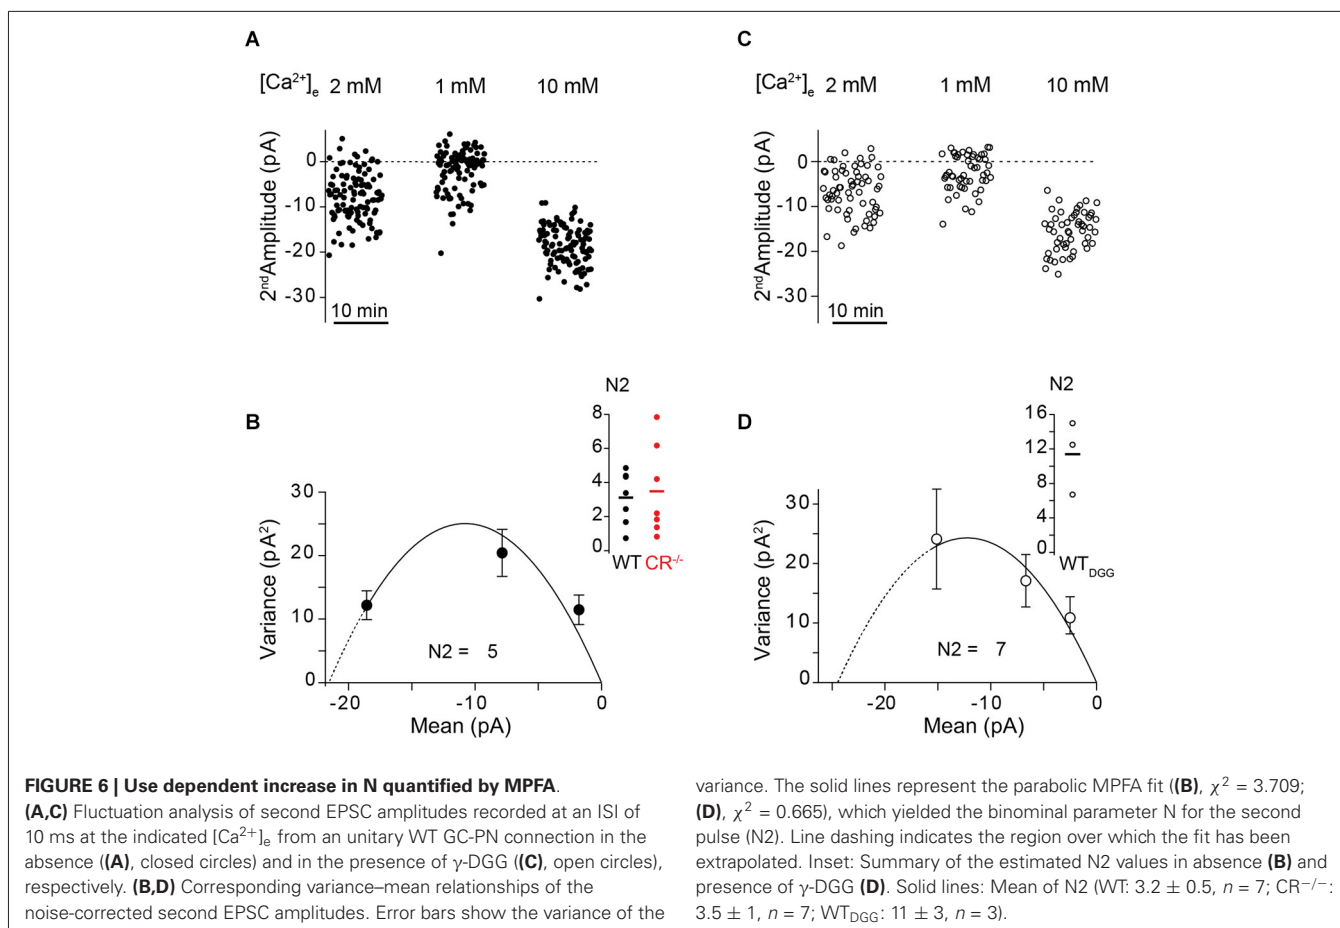 A
[Ca²⁺]ₑ 2 mM 1 mM 10 mM
2ⁿᵈAmplitude (pA)
0
-10
-20
-30
10 min
C
[Ca²⁺]ₑ 2 mM 1 mM 10 mM
2ⁿᵈAmplitude (pA)
0
-10
-20
-30
10 min
B
Variance (pA²)
30
20
10
0
N2 = 5
-20 -10 0
Mean (pA)
N2
8
6
4
2
0
WT CR⁻/⁻
D
Variance (pA²)
30
20
10
0
N2 = 7
-20 -10 0
Mean (pA)
N2
16
12
8
4
0
WT_DGG
FIGURE 6 | Use dependent increase in N quantified by MPFA.
(A,C) Fluctuation analysis of second EPSC amplitudes recorded at an ISI of
10 ms at the indicated [Ca²⁺]ₑ from an unitary WT GC-PN connection in the
absence ((A), closed circles) and in the presence of γ-DGG ((C), open circles),
respectively. (B,D) Corresponding variance–mean relationships of the
noise-corrected second EPSC amplitudes. Error bars show the variance of the
variance. The solid lines represent the parabolic MPFA fit ((B), χ² = 3.709;
(D), χ² = 0.665), which yielded the binominal parameter N for the second
pulse (N2). Line dashing indicates the region over which the fit has been
extrapolated. Inset: Summary of the estimated N2 values in absence (B) and
presence of γ-DGG (D). Solid lines: Mean of N2 (WT: 3.2 ± 0.5, n = 7; CR⁻/⁻:
3.5 ± 1, n = 7; WT_DGG: 11 ± 3, n = 3).